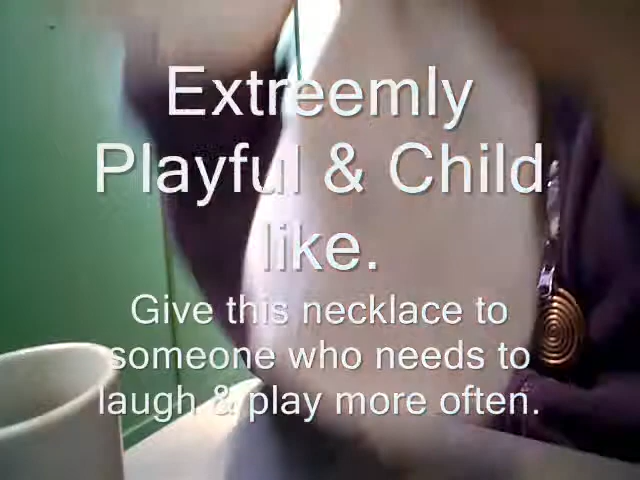 Extreemly
Playful & Child
like.
Give this necklace to
someone who needs to
laugh & play more often.